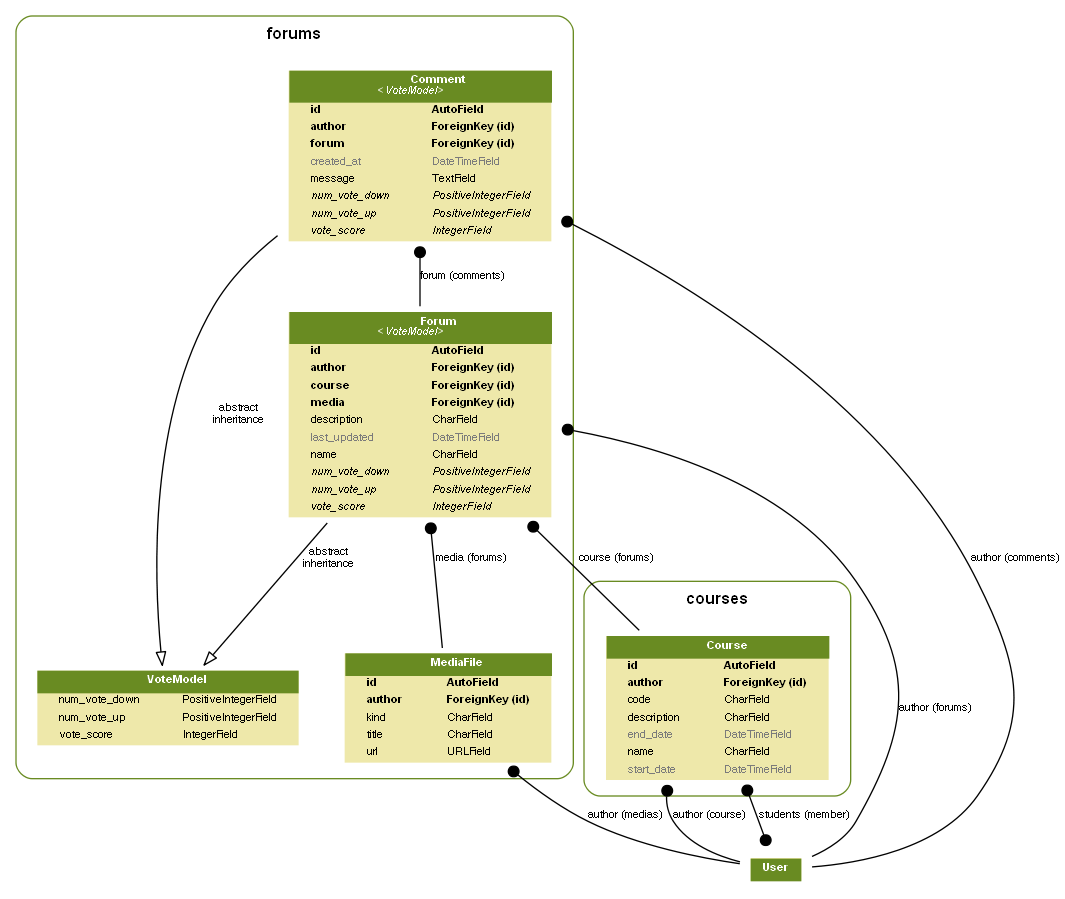 forums
Comment
<VoteModel>
id AutoField
author ForeignKey (id)
forum ForeignKey (id)
created_at DateTimeField
message TextField
num_vote_down PositiveIntegerField
num_vote_up PositiveIntegerField
vote_score IntegerField
forum (comments)
Forum
<VoteModel>
id AutoField
author ForeignKey (id)
course ForeignKey (id)
media ForeignKey (id)
description CharField
last_updated DateTimeField
name CharField
num_vote_down PositiveIntegerField
num_vote_up PositiveIntegerField
vote_score IntegerField
abstract
inheritance
abstract
inheritance
media (forums)
course (forums)
author (comments)
VoteModel
num_vote_down PositiveIntegerField
num_vote_up PositiveIntegerField
vote_score IntegerField
MediaFile
id AutoField
author ForeignKey (id)
kind CharField
title CharField
url URLField
courses
Course
id AutoField
author ForeignKey (id)
code CharField
description CharField
end_date DateTimeField
name CharField
start_date DateTimeField
author (forums)
author (medias)
author (course)
students (member)
User